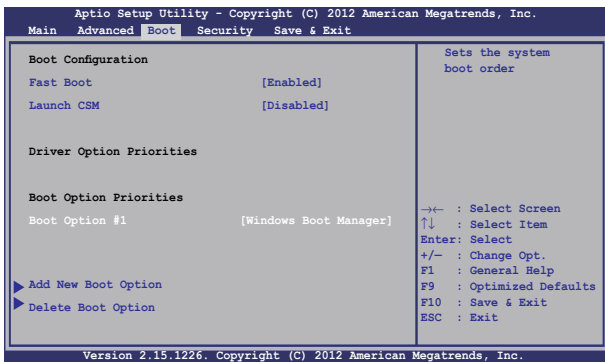 Aptio Setup Utility - Copyright (C) 2012 American Megatrends, Inc.
Main Advanced Boot Security Save & Exit
Boot Configuration
Fast Boot [Enabled]
Launch CSM [Disabled]
Driver Option Priorities
Boot Option Priorities
Boot Option #1 [Windows Boot Manager]
Add New Boot Option
Delete Boot Option
Sets the system
boot order
→← : Select Screen
↑↓ : Select Item
Enter: Select
+/— : Change Opt.
F1 : General Help
F9 : Optimized Defaults
F10 : Save & Exit
ESC : Exit
Version 2.15.1226. Copyright (C) 2012 American Megatrends, Inc.